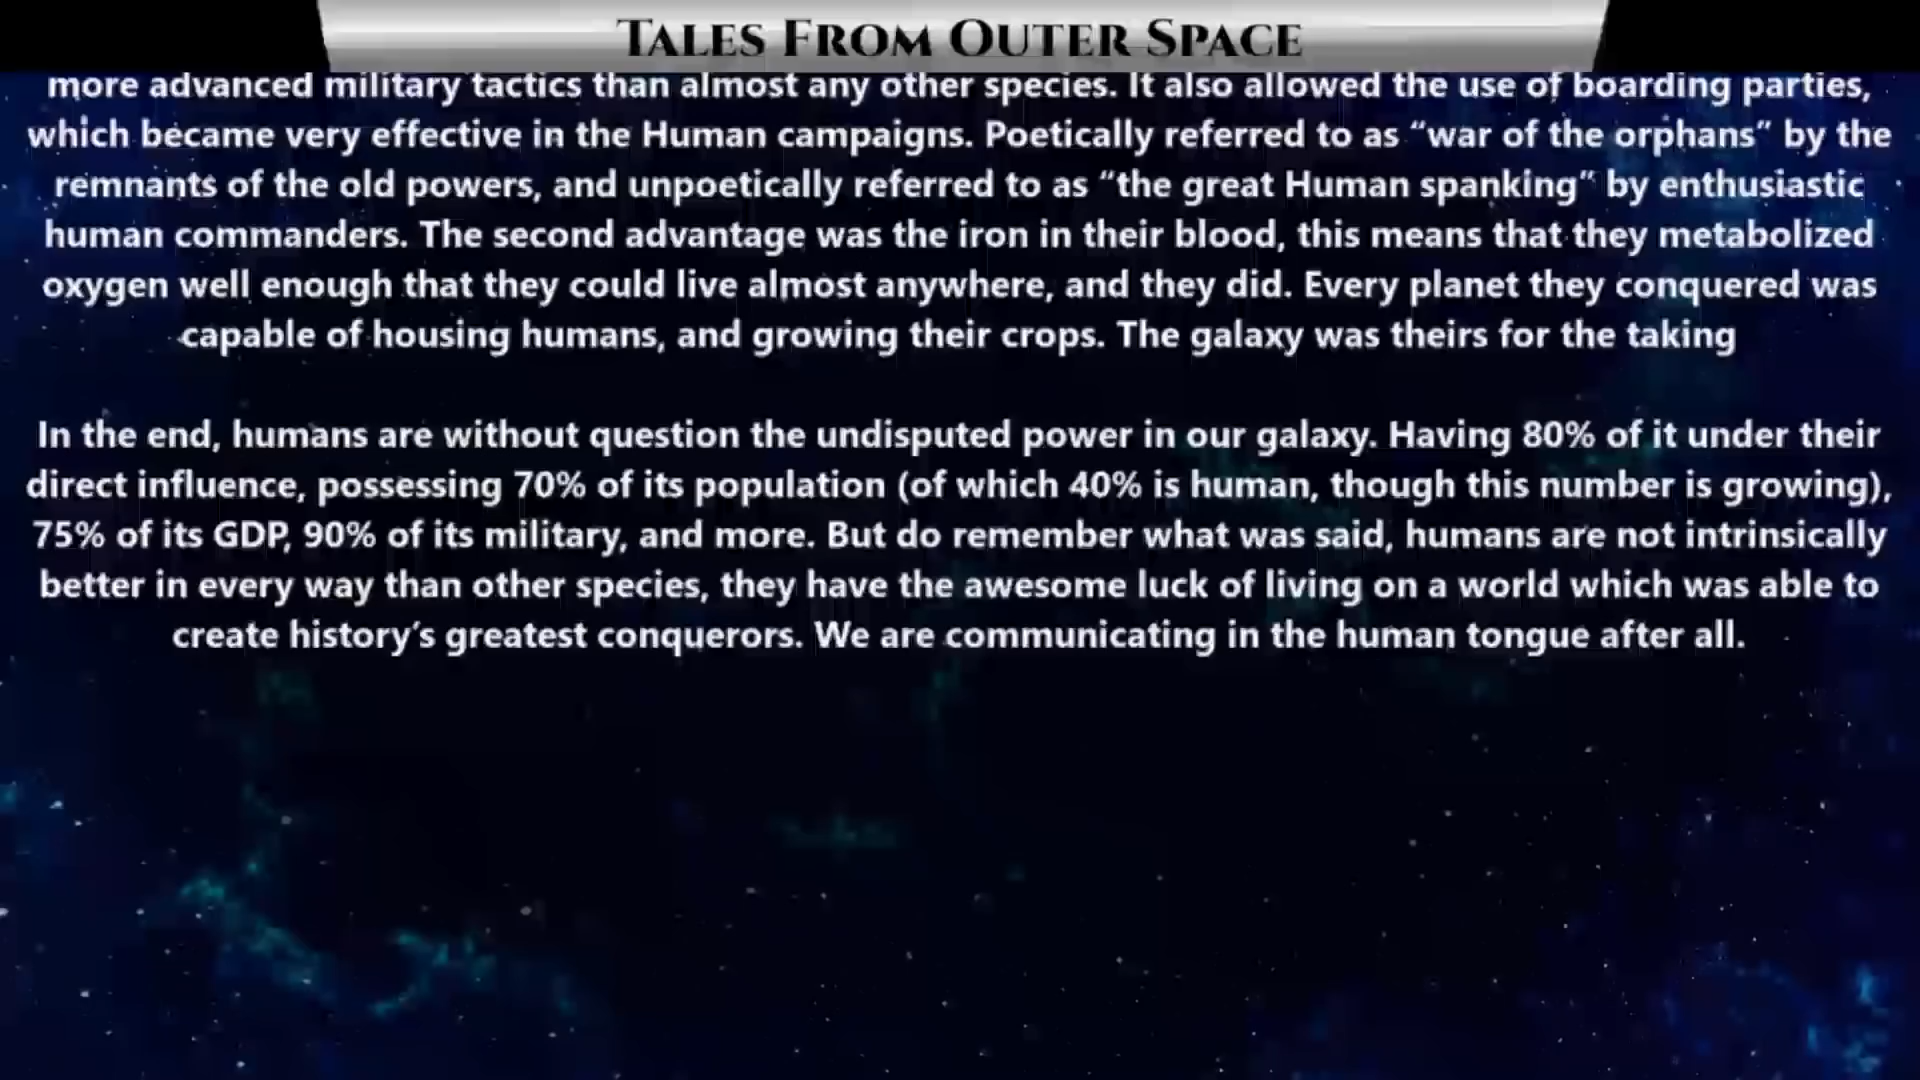 TALES FROM OUTER SPACE
more advanced military tactics than almost any other species. It also allowed the use of boarding parties,
which became very effective in the Human campaigns. Poetically referred to as “war of the orphans” by the
remnants of the old powers, and unpoetically referred to as “the great Human spanking” by enthusiastic
human commanders. The second advantage was the iron in their blood, this means that they metabolized
oxygen well enough that they could live almost anywhere, and they did. Every planet they conquered was
capable of housing humans, and growing their crops. The galaxy was theirs for the taking
In the end, humans are without question the undisputed power in our galaxy. Having 80% of it under their
direct influence, possessing 70% of its population (of which 40% is human, though this number is growing),
75% of its GDP, 90% of its military, and more. But do remember what was said, humans are not intrinsically
better in every way than other species, they have the awesome luck of living on a world which was able to
create history’s greatest conquerors. We are communicating in the human tongue after all.